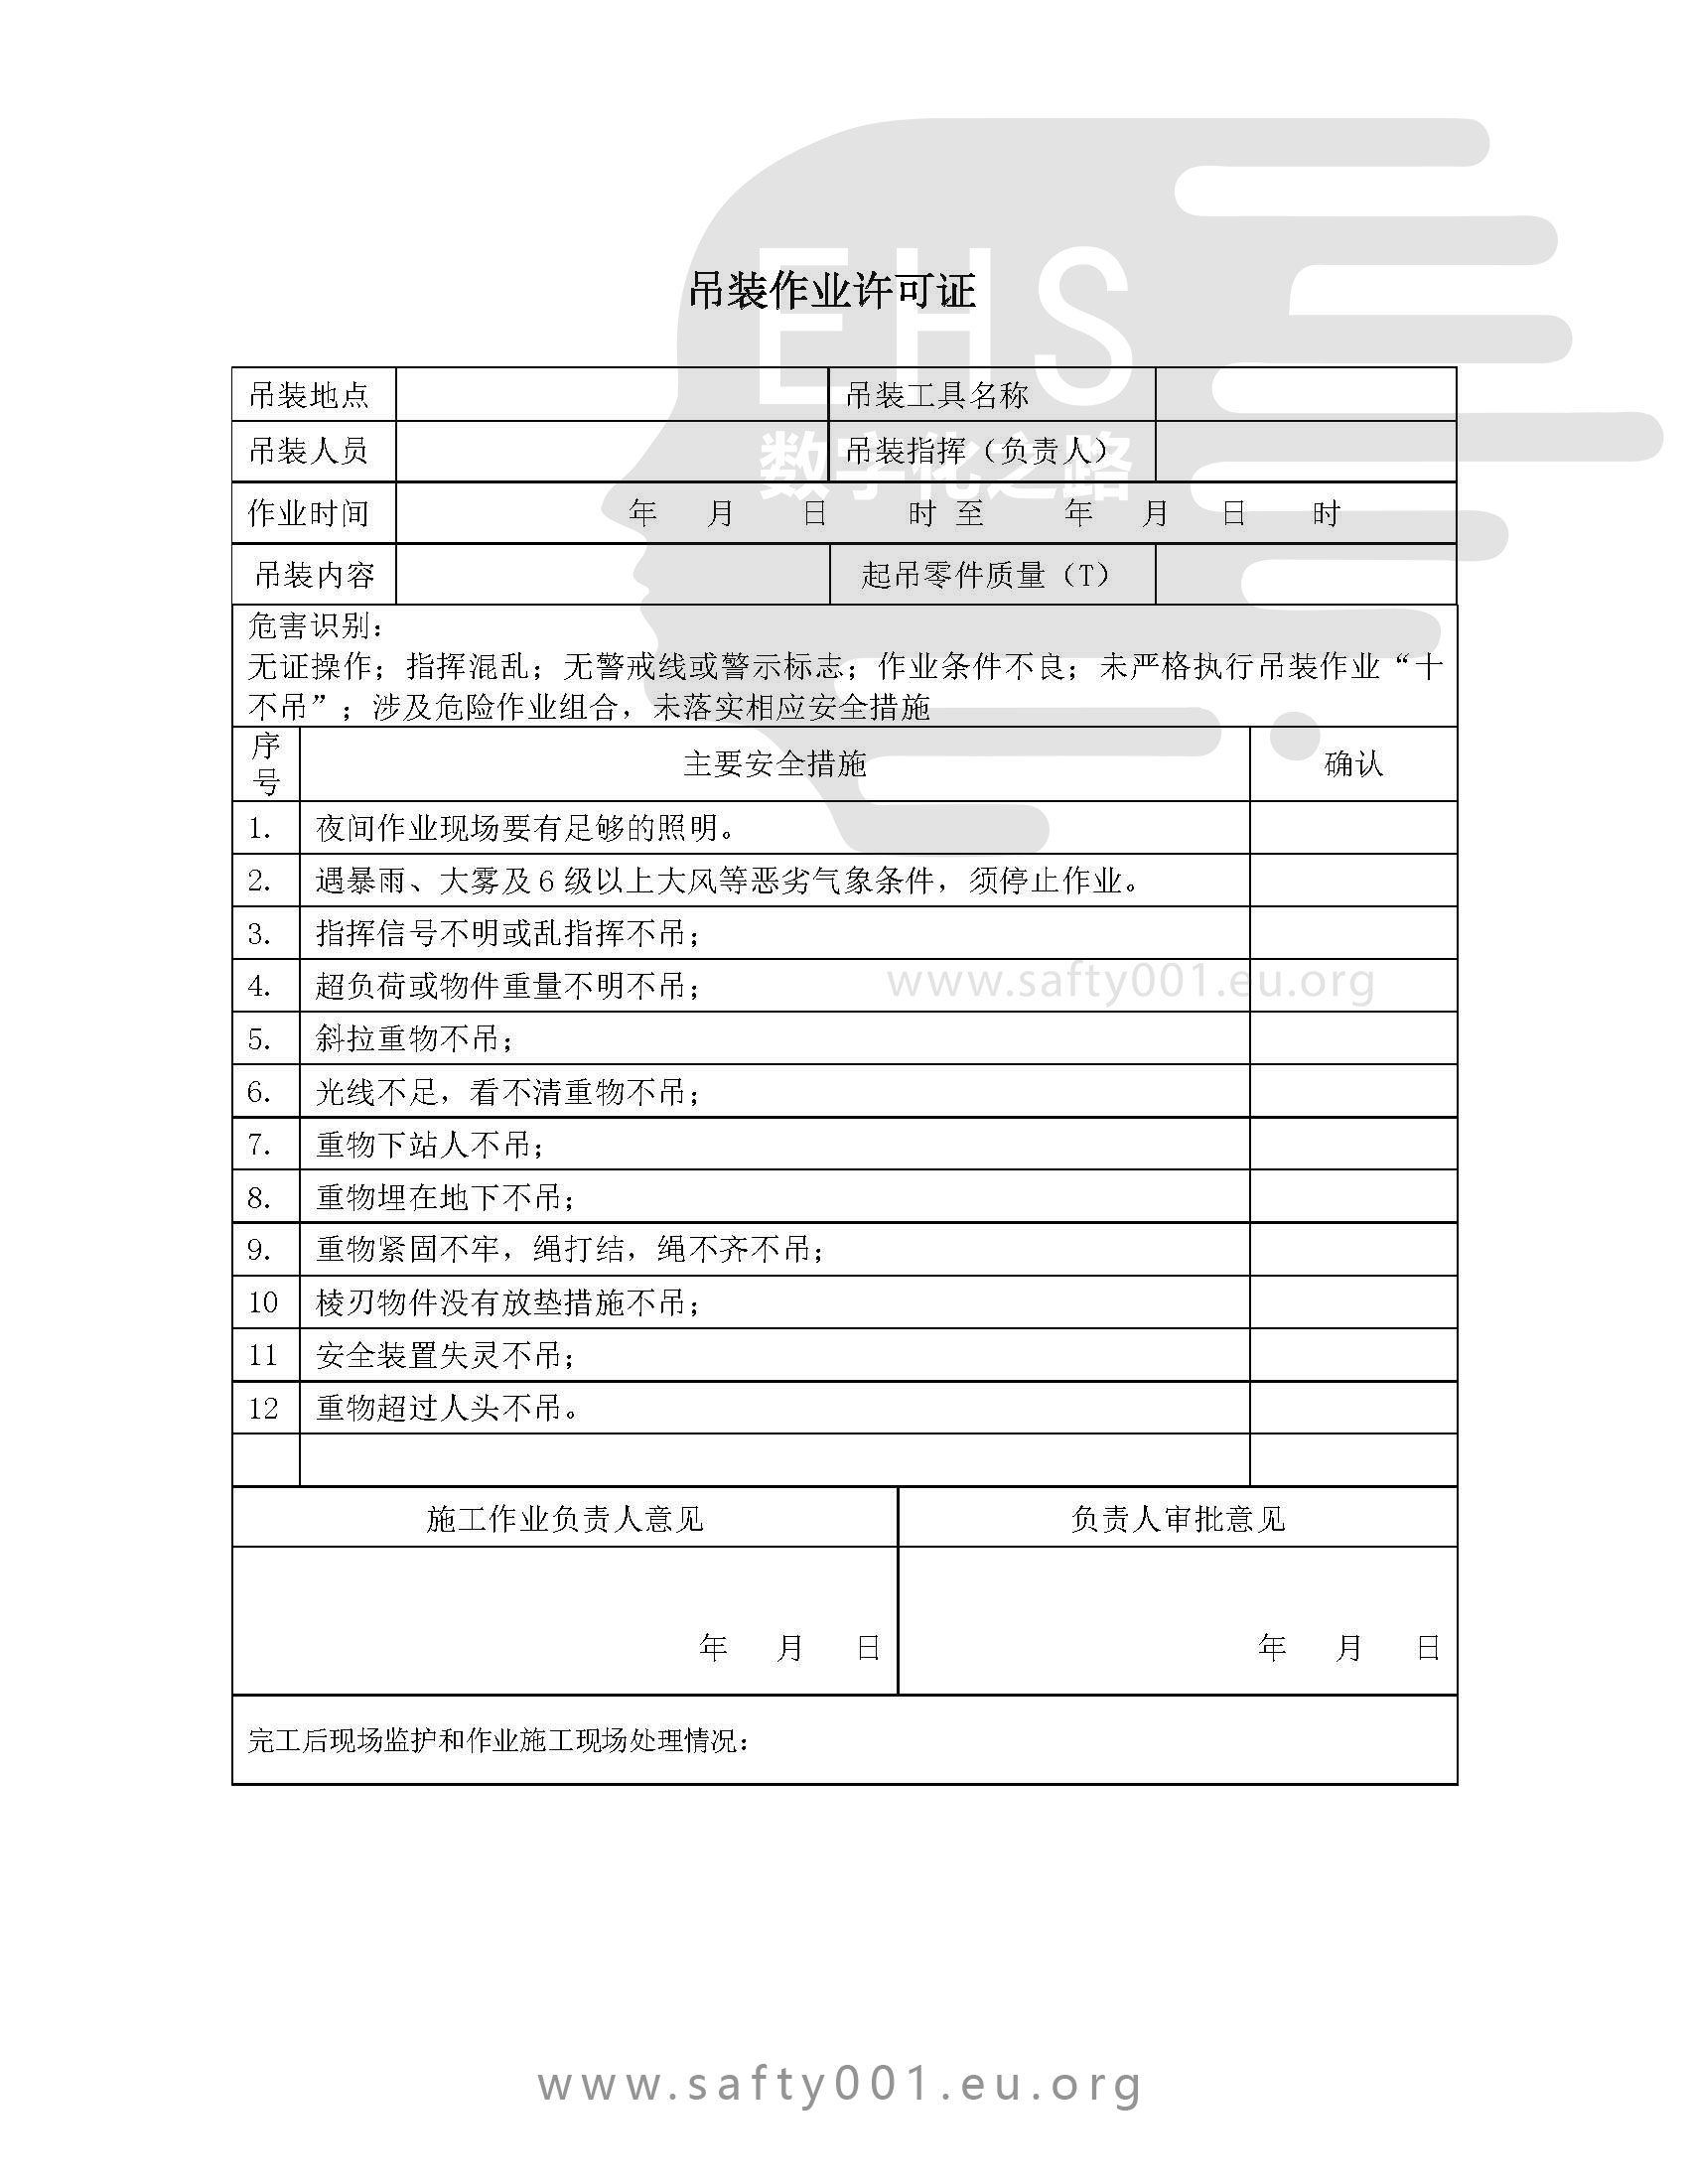 EHS
数字化之路
吊装作业许可证
吊装地点 吊装工具名称
吊装人员 吊装指挥（负责人）
作业时间 年 月 日 时 至 年 月 日 时
吊装内容 起吊零件质量（T）
危害识别：
无证操作；指挥混乱；无警戒线或警示标志；作业条件不良；未严格执行吊装作业“十
不吊”；涉及危险作业组合，未落实相应安全措施
序号 主要安全措施 确认
1. 夜间作业现场要有足够的照明。
2. 遇暴雨、大雾及6级以上大风等恶劣气象条件，须停止作业。
3. 指挥信号不明或乱指挥不吊；
4. 超负荷或物件重量不明不吊；
www.safty001.eu.org
5. 斜拉重物不吊；
6. 光线不足，看不清重物不吊；
7. 重物下站人不吊；
8. 重物埋在地下不吊；
9. 重物紧固不牢，绳打结，绳不齐不吊；
10 棱刃物件没有放垫措施不吊；
11 安全装置失灵不吊；
12 重物超过人头不吊。
施工作业负责人意见 负责人审批意见
年 月 日 年 月 日
完工后现场监护和作业施工现场处理情况：
www.safty001.eu.org